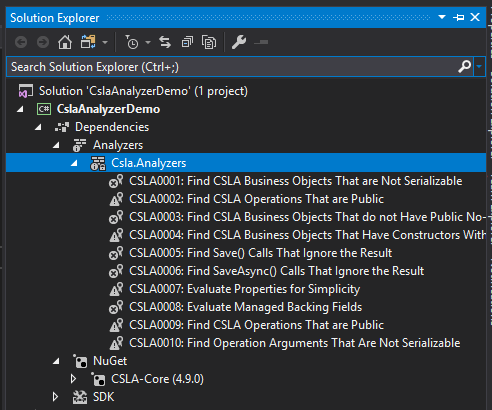 Solution Explorer
Search Solution Explorer (Ctrl+;)
Solution 'CslaAnalyzerDemo' (1 project)
C# CslaAnalyzerDemo
Dependencies
Analyzers
Csla.Analyzers
CSLA0001: Find CSLA Business Objects That are Not Serializable
CSLA0002: Find CSLA Operations That are Public
CSLA0003: Find CSLA Business Objects That do not Have Public No-
CSLA0004: Find CSLA Business Objects That Have Constructors With
CSLA0005: Find Save() Calls That Ignore the Result
CSLA0006: Find SaveAsync() Calls That Ignore the Result
CSLA0007: Evaluate Properties for Simplicity
CSLA0008: Evaluate Managed Backing Fields
CSLA0009: Find CSLA Operations That are Public
CSLA0010: Find Operation Arguments That Are Not Serializable
NuGet
CSLA-Core (4.9.0)
SDK